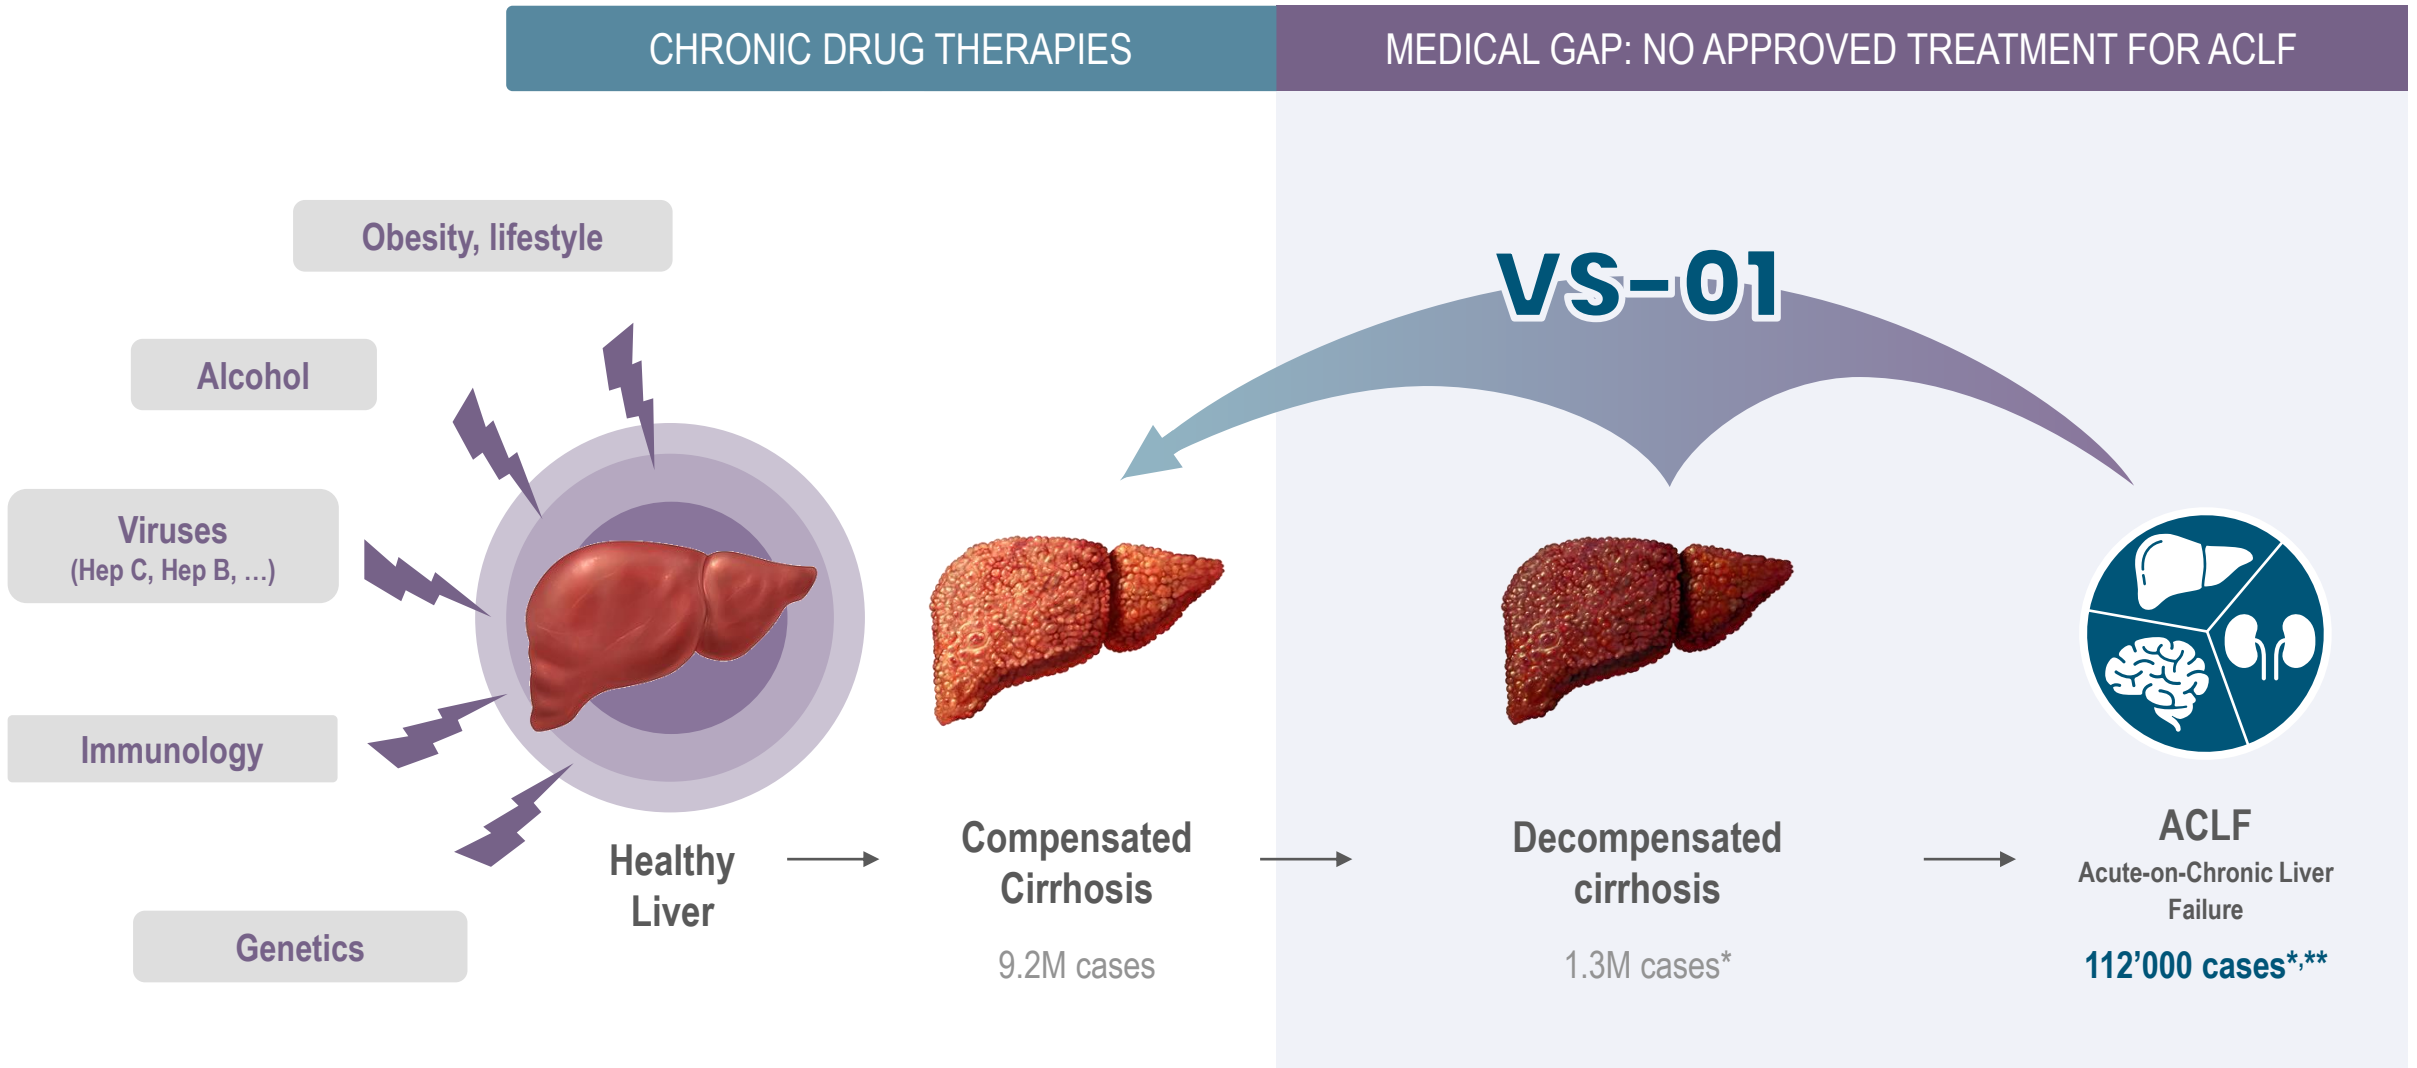 CHRONIC DRUG THERAPIES
MEDICAL GAP: NO APPROVED TREATMENT FOR ACLF
Obesity, lifestyle
Alcohol
Viruses
(Hep C, Hep B, …)
Immunology
Genetics
VS-01
Healthy
Liver
Compensated
Cirrhosis
9.2M cases
Decompensated
cirrhosis
1.3M cases*
ACLF
Acute-on-Chronic Liver
Failure
112’000 cases*,**